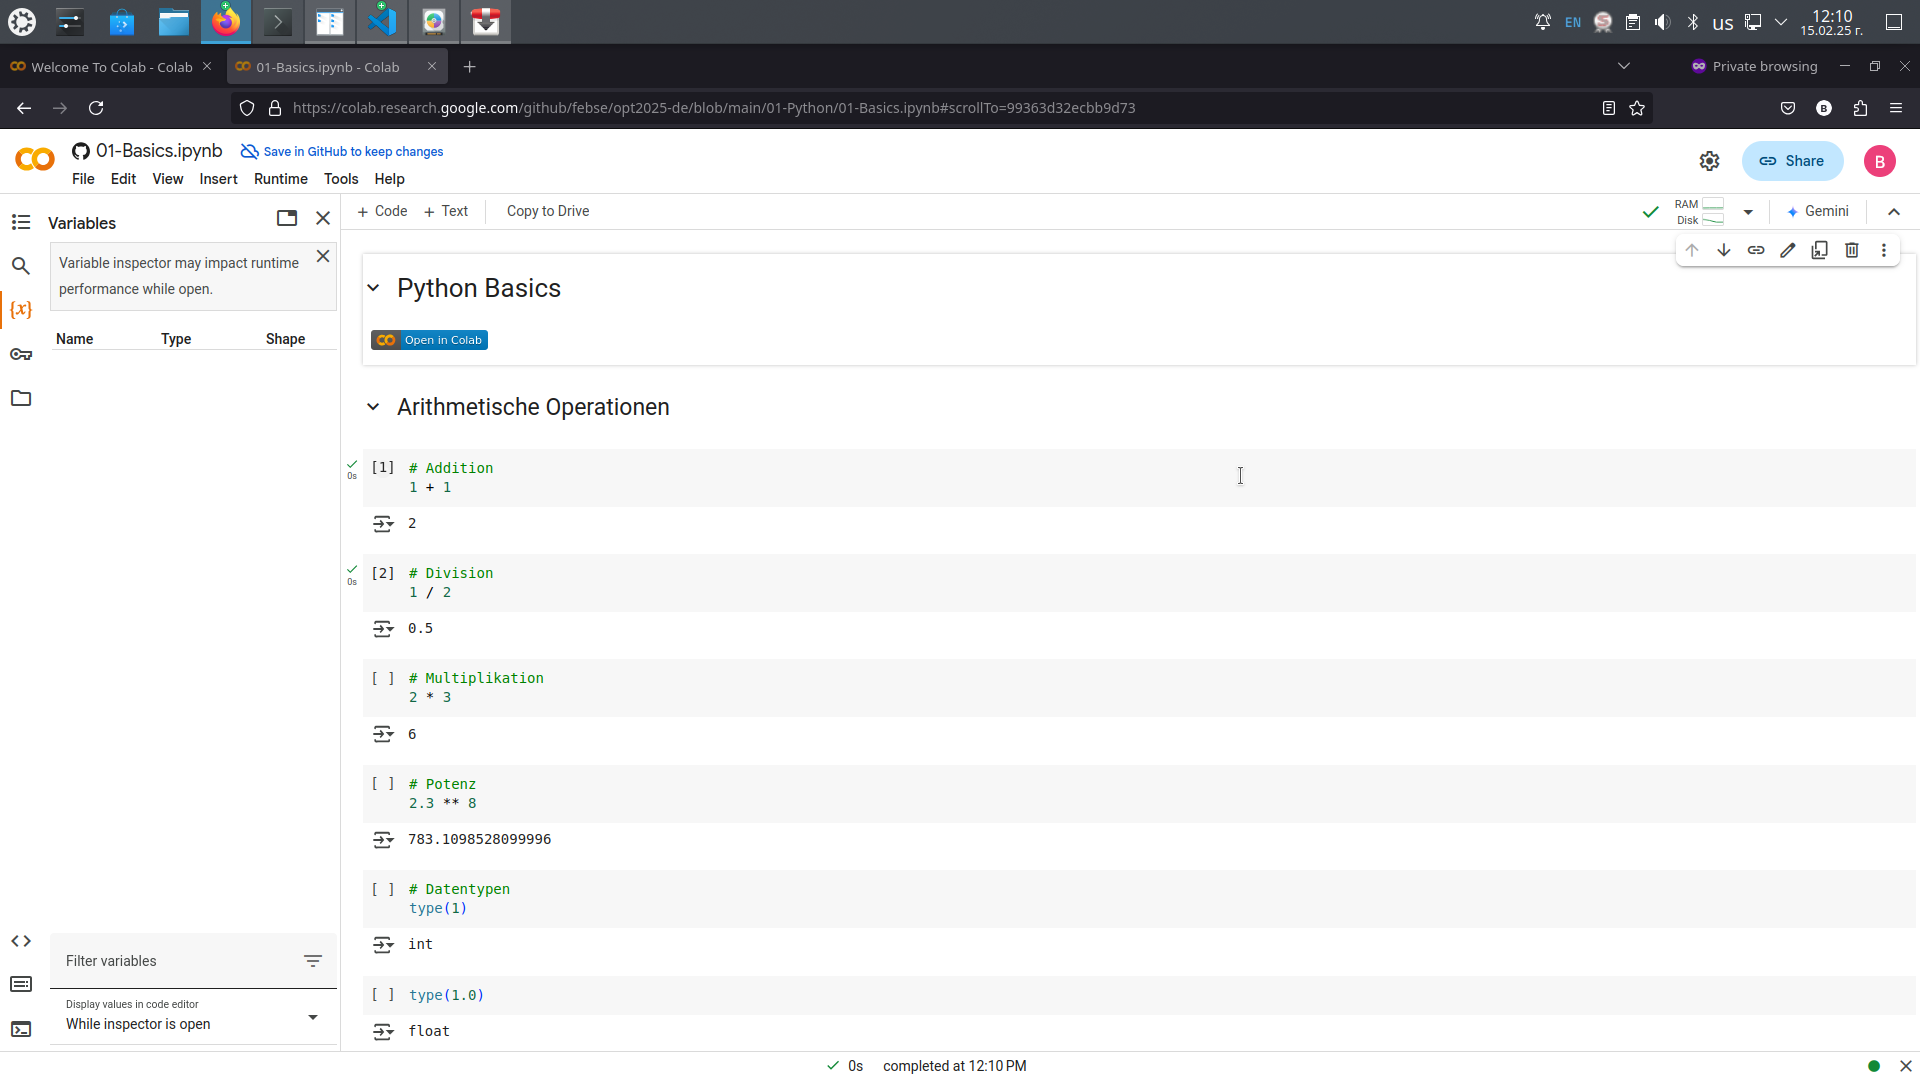 EN
us
12:10
15.02.25 г.
Welcome To Colab - Colab
01-Basics.ipynb - Colab
Private browsing
https://colab.research.google.com/github/febse/opt2025-de/blob/main/01-Python/01-Basics.ipynb#scrollTo=99363d32ecbb9d73
B
01-Basics.ipynb
Save in GitHub to keep changes
Share
B
File Edit View Insert Runtime Tools Help
Variables
+ Code + Text Copy to Drive
RAM
Disk
Gemini
Variable inspector may impact runtime
performance while open.
Name Type Shape
{x}
Python Basics
Open in Colab
Arithmetische Operationen
0s
[1] # Addition
1 + 1
2
0s
[2] # Division
1 / 2
0.5
[ ] # Multiplikation
2 * 3
6
[ ] # Potenz
2.3 ** 8
783.1098528099996
[ ] # Datentypen
type(1)
int
[ ] type(1.0)
float
Filter variables
Display values in code editor
While inspector is open
0s completed at 12:10 PM